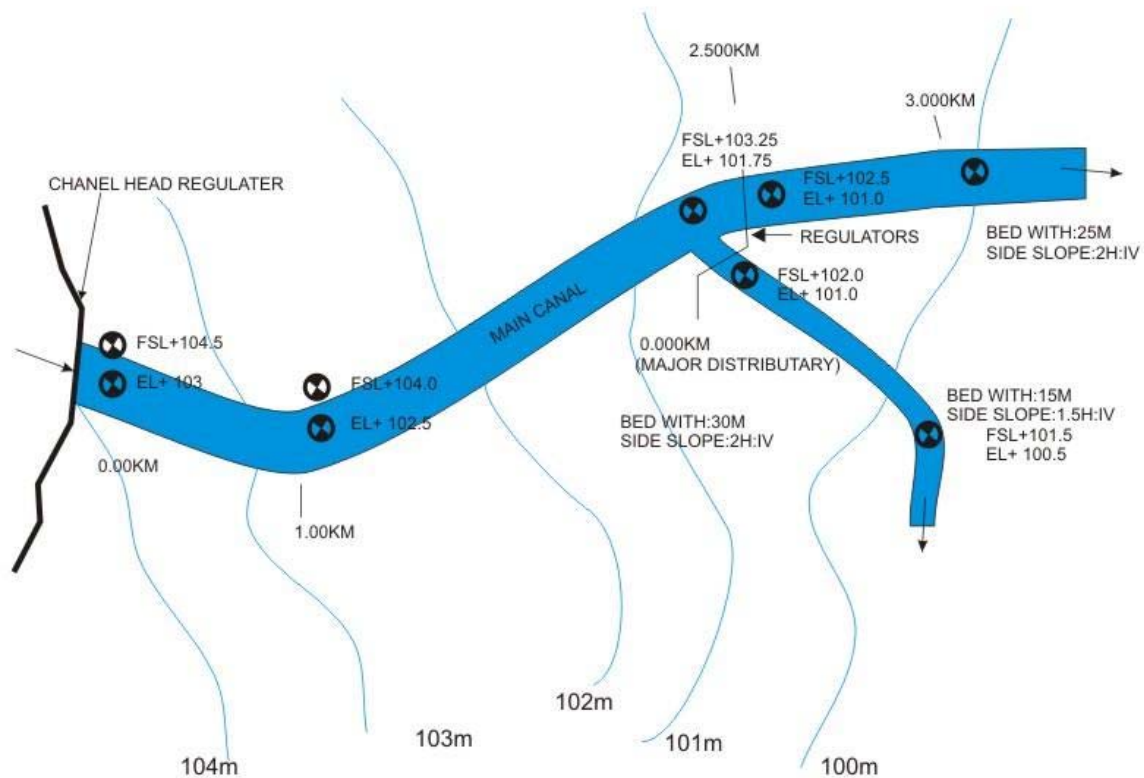 2.500KM
3.000KM
FSL+103.25
EL+ 101.75
CHANEL HEAD REGULATER
FSL+102.5
EL+ 101.0
REGULATORS
BED WITH:25M
SIDE SLOPE:2H:IV
FSL+102.0
EL+ 101.0
MAIN CANAL
FSL+104.5
EL+ 103
0.000KM
(MAJOR DISTRIBUTARY)
FSL+104.0
EL+ 102.5
BED WITH:30M
SIDE SLOPE:2H:IV
BED WITH:15M
SIDE SLOPE:1.5H:IV
FSL+101.5
EL+ 100.5
0.00KM
1.00KM
102m
103m
101m
104m
100m